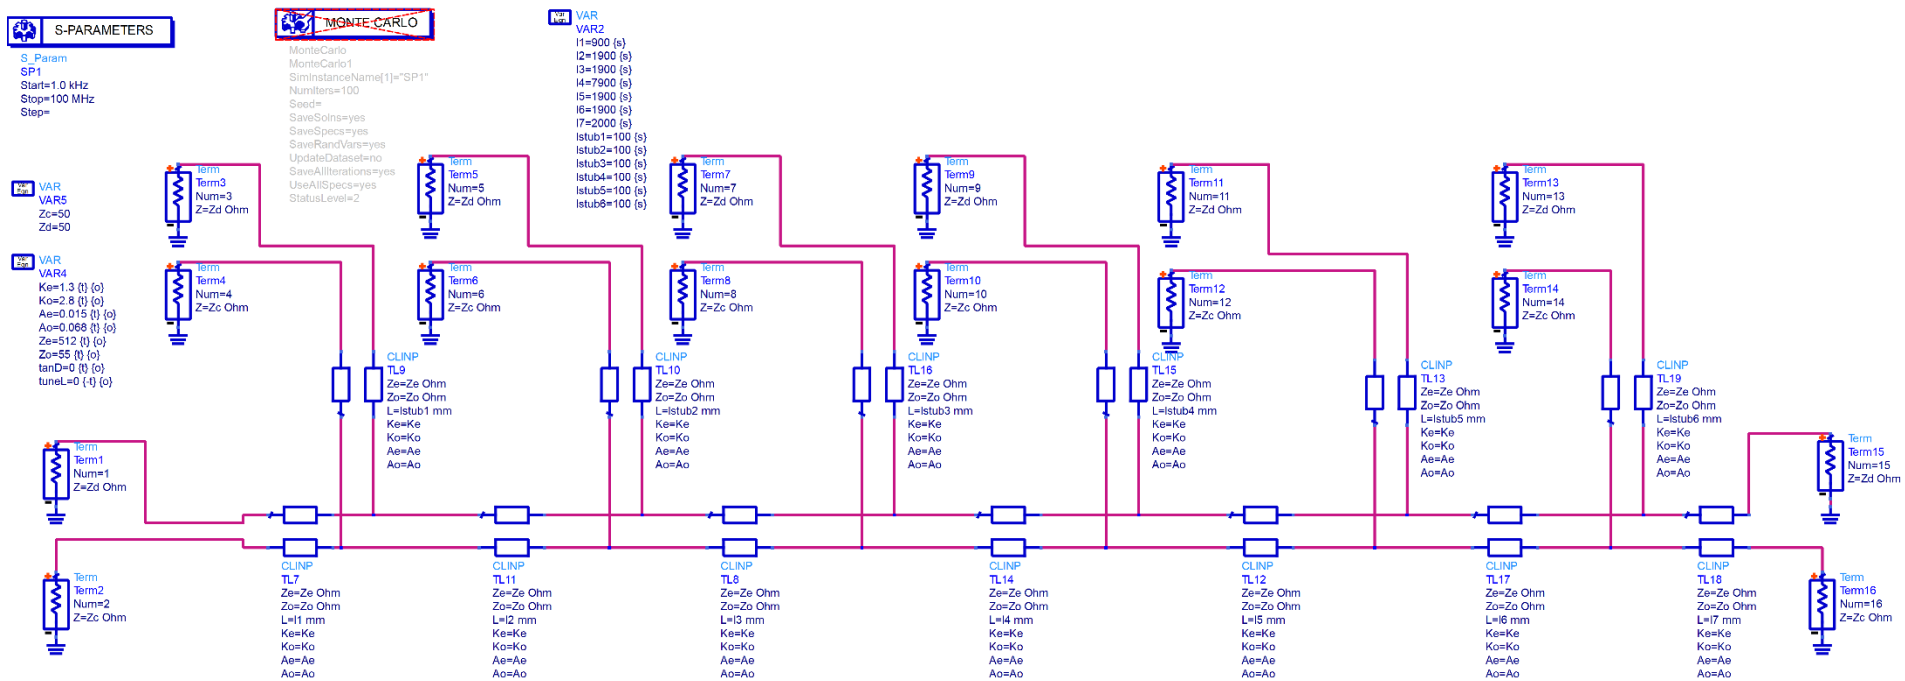 S-PARAMETERS
S_Param
SP1
Start=1.0 kHz
Stop=100 MHz
Step=
MONTE CARLO
MonteCarlo
MonteCarlo1
SimInstanceName[1]="SP1"
NumIters=100
Seed=
SaveSolns=yes
SaveSpecs=yes
SaveRandVars=yes
UpdateDataset=no
SaveAllIterations=yes
UseAllSpecs=yes
StatusLevel=2
VAR
VAR2
l1=900 {s}
l2=1900 {s}
l3=1900 {s}
l4=7900 {s}
l5=1900 {s}
l6=1900 {s}
l7=2000 {s}
lstub1=100 {s}
lstub2=100 {s}
lstub3=100 {s}
lstub4=100 {s}
lstub5=100 {s}
lstub6=100 {s}
VAR
VAR5
Zc=50
Zd=50
VAR
VAR4
Ke=1.3 {t} {o}
Ko=2.8 {t} {o}
Ae=0.015 {t} {o}
Ao=0.068 {t} {o}
Ze=512 {t} {o}
Zo=55 {t} {o}
tanD=0 {t} {o}
tuneL=0 {-t} {o}
Term
Term3
Num=3
Z=Zd Ohm
Term
Term5
Num=5
Z=Zd Ohm
Term
Term7
Num=7
Z=Zd Ohm
Term
Term9
Num=9
Z=Zd Ohm
Term
Term11
Num=11
Z=Zd Ohm
Term
Term13
Num=13
Z=Zd Ohm
Term
Term4
Num=4
Z=Zc Ohm
Term
Term6
Num=6
Z=Zc Ohm
Term
Term8
Num=8
Z=Zc Ohm
Term
Term10
Num=10
Z=Zc Ohm
Term
Term12
Num=12
Z=Zc Ohm
Term
Term14
Num=14
Z=Zc Ohm
CLINP
TL9
Ze=Ze Ohm
Zo=Zo Ohm
L=lstub1 mm
Ke=Ke
Ko=Ko
Ae=Ae
Ao=Ao
CLINP
TL10
Ze=Ze Ohm
Zo=Zo Ohm
L=lstub2 mm
Ke=Ke
Ko=Ko
Ae=Ae
Ao=Ao
CLINP
TL16
Ze=Ze Ohm
Zo=Zo Ohm
L=lstub3 mm
Ke=Ke
Ko=Ko
Ae=Ae
Ao=Ao
CLINP
TL15
Ze=Ze Ohm
Zo=Zo Ohm
L=lstub4 mm
Ke=Ke
Ko=Ko
Ae=Ae
Ao=Ao
CLINP
TL13
Ze=Ze Ohm
Zo=Zo Ohm
L=lstub5 mm
Ke=Ke
Ko=Ko
Ae=Ae
Ao=Ao
CLINP
TL19
Ze=Ze Ohm
Zo=Zo Ohm
L=lstub6 mm
Ke=Ke
Ko=Ko
Ae=Ae
Ao=Ao
Term
Term1
Num=1
Z=Zd Ohm
Term
Term15
Num=15
Z=Zd Ohm
Term
Term2
Num=2
Z=Zc Ohm
CLINP
TL7
Ze=Ze Ohm
Zo=Zo Ohm
L=l1 mm
Ke=Ke
Ko=Ko
Ae=Ae
Ao=Ao
CLINP
TL11
Ze=Ze Ohm
Zo=Zo Ohm
L=l2 mm
Ke=Ke
Ko=Ko
Ae=Ae
Ao=Ao
CLINP
TL8
Ze=Ze Ohm
Zo=Zo Ohm
L=l3 mm
Ke=Ke
Ko=Ko
Ae=Ae
Ao=Ao
CLINP
TL14
Ze=Ze Ohm
Zo=Zo Ohm
L=l4 mm
Ke=Ke
Ko=Ko
Ae=Ae
Ao=Ao
CLINP
TL12
Ze=Ze Ohm
Zo=Zo Ohm
L=l5 mm
Ke=Ke
Ko=Ko
Ae=Ae
Ao=Ao
CLINP
TL17
Ze=Ze Ohm
Zo=Zo Ohm
L=l6 mm
Ke=Ke
Ko=Ko
Ae=Ae
Ao=Ao
CLINP
TL18
Ze=Ze Ohm
Zo=Zo Ohm
L=l7 mm
Ke=Ke
Ko=Ko
Ae=Ae
Ao=Ao
Term
Term16
Num=16
Z=Zc Ohm